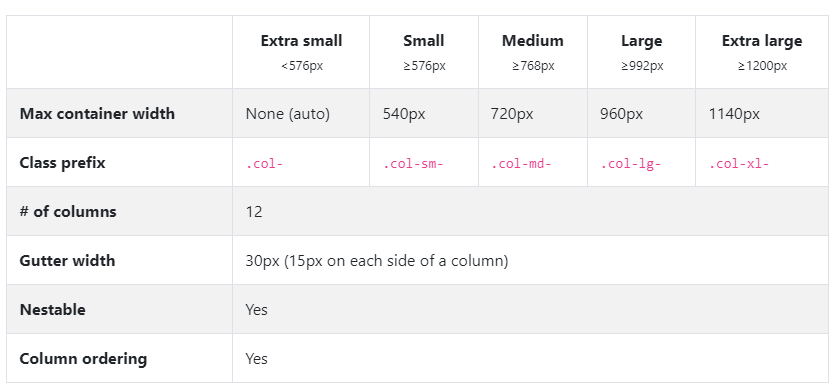 Extra small Small Medium Large Extra large
<576px ≥576px ≥768px ≥992px ≥1200px
Max container width None (auto) 540px 720px 960px 1140px
Class prefix .col- .col-sm- .col-md- .col-lg- .col-xl-
# of columns 12
Gutter width 30px (15px on each side of a column)
Nestable Yes
Column ordering Yes